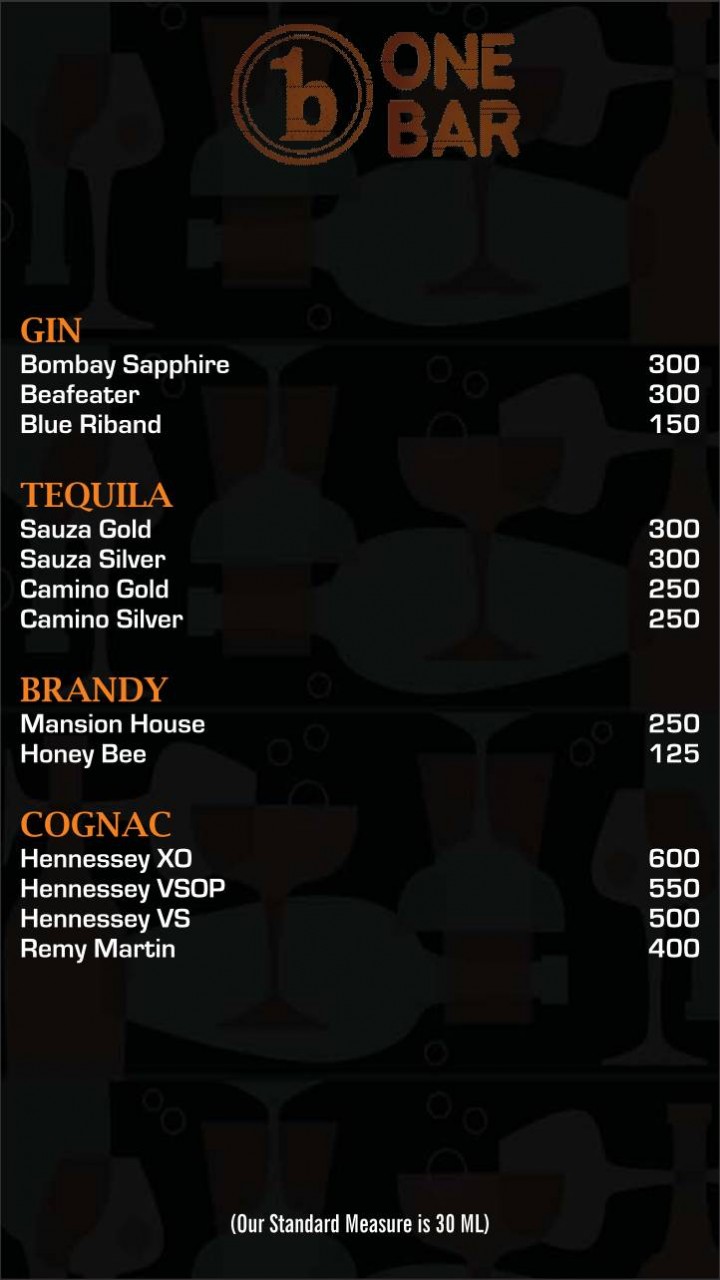 1b ONE
BAR
GIN
Bombay Sapphire 300
Beafeater 300
Blue Riband 150
TEQUILA
Sauza Gold 300
Sauza Silver 300
Camino Gold 250
Camino Silver 250
BRANDY
Mansion House 250
Honey Bee 125
COGNAC
Hennessey XO 600
Hennessey VSOP 550
Hennessey VS 500
Remy Martin 400
(Our Standard Measure is 30 ML)